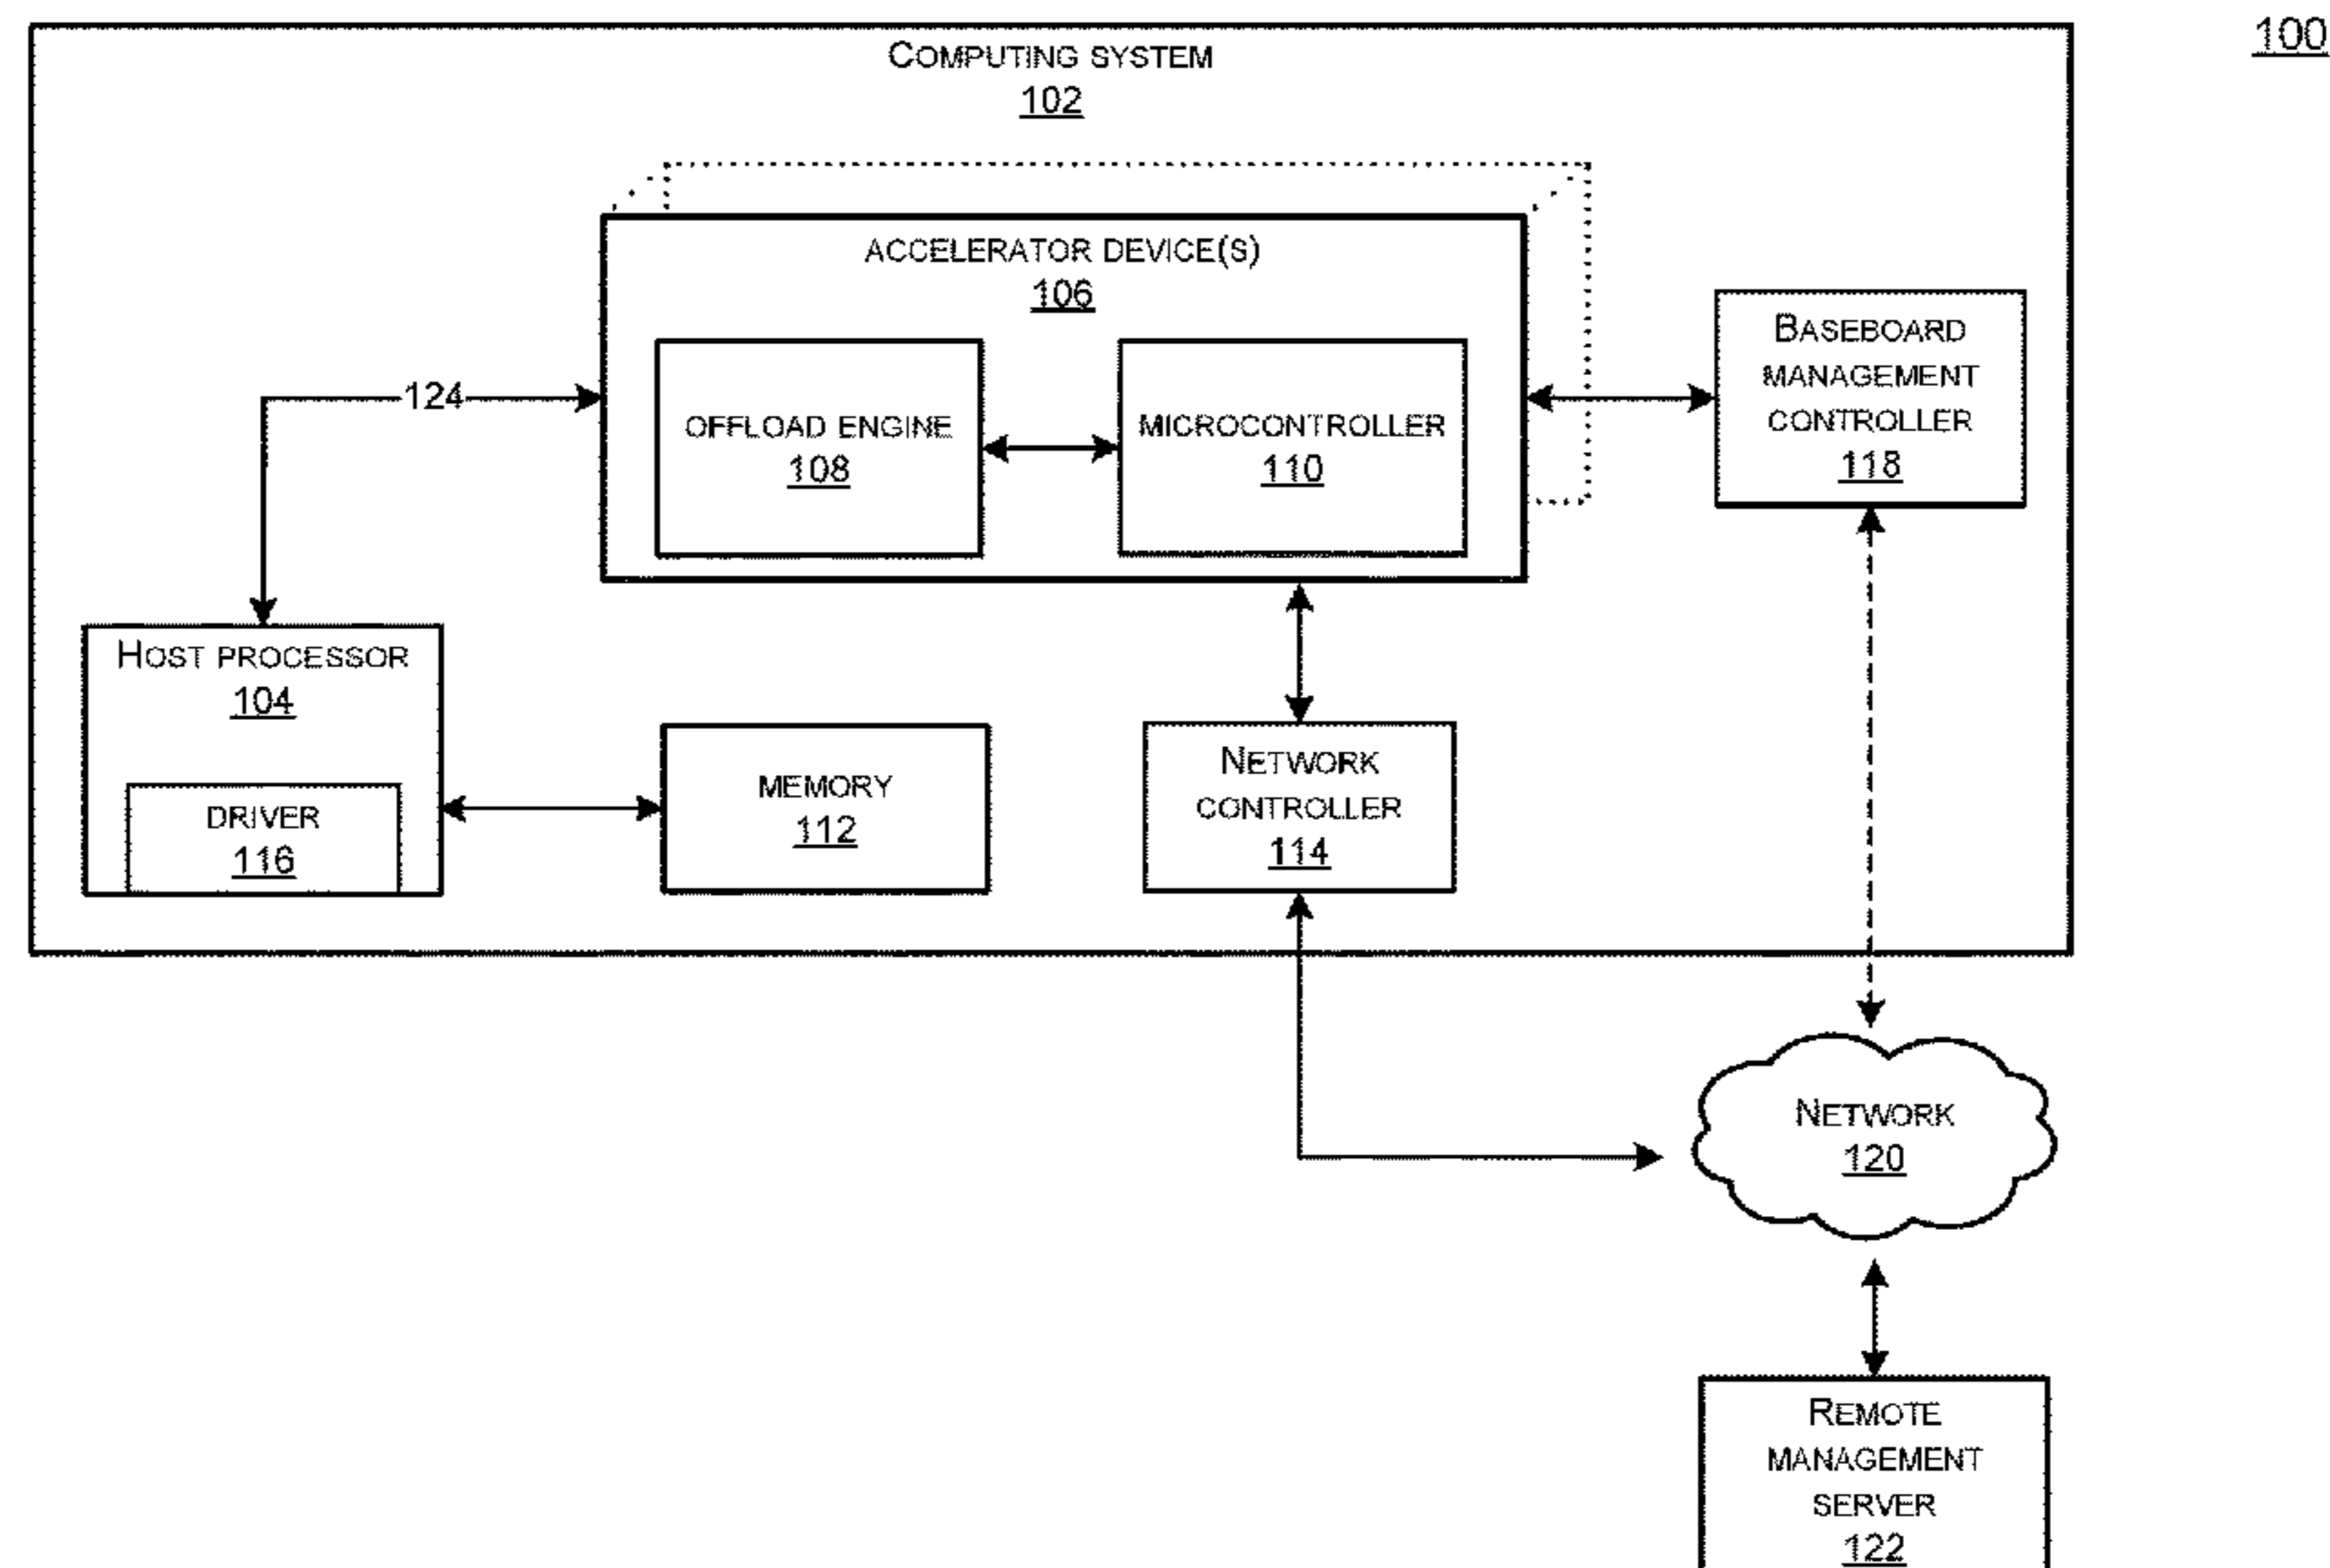 100
COMPUTING SYSTEM
102
ACCELERATOR DEVICE(S)
106
OFFLOAD ENGINE
108
MICROCONTROLLER
110
BASEBOARD
MANAGEMENT
CONTROLLER
118
124
HOST PROCESSOR
104
DRIVER
116
MEMORY
112
NETWORK
CONTROLLER
114
NETWORK
120
REMOTE
MANAGEMENT
SERVER
122